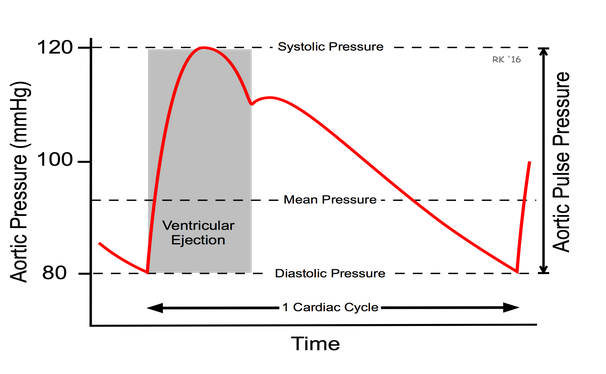 120
Systolic Pressure
RK '16
Aortic Pressure (mmHg)
100
Mean Pressure
Ventricular
Ejection
Aortic Pulse Pressure
80
Diastolic Pressure
1 Cardiac Cycle
Time